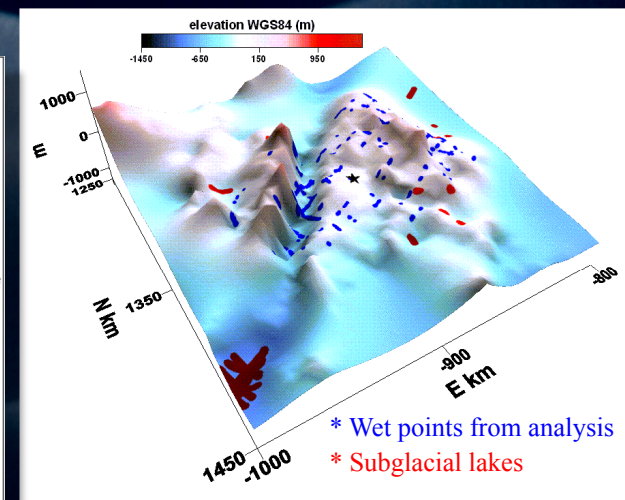 elevation WGS84 (m)
-1450 -650 150 950
1000
0
-1000
m
1250
1350
1450
N km
-1000
-900
-800
E km
* Wet points from analysis
* Subglacial lakes